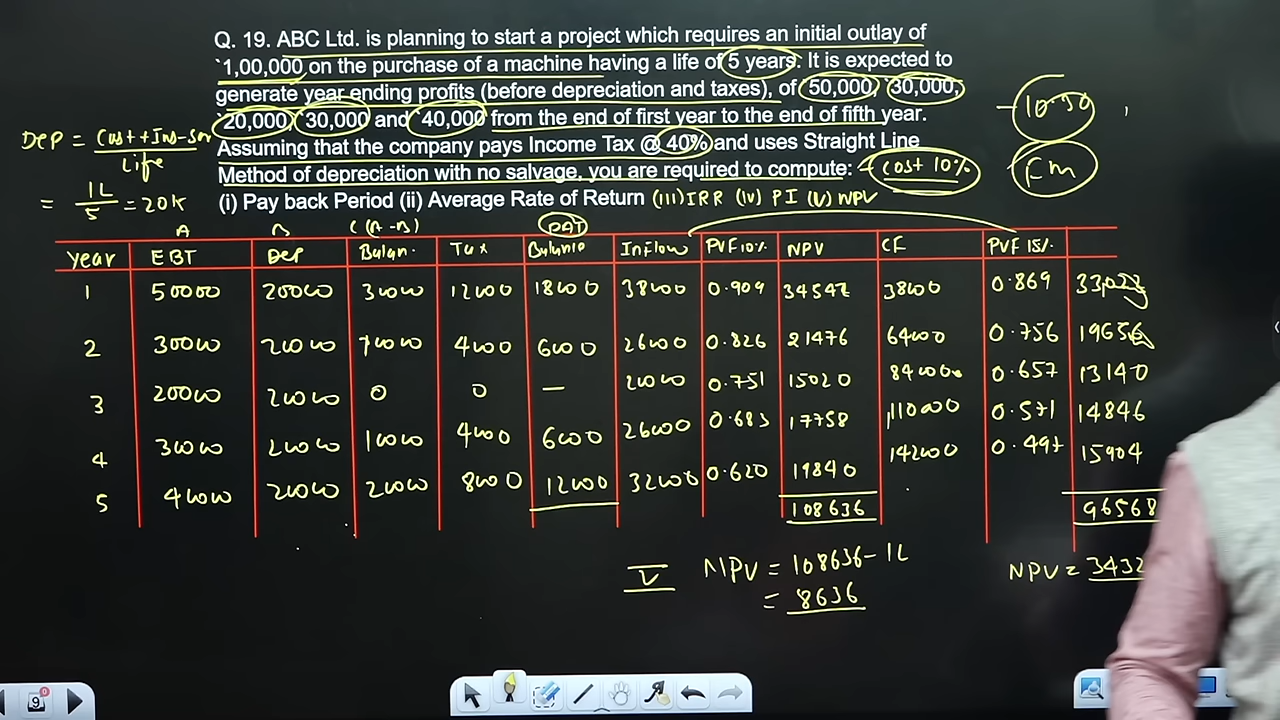 Q. 19. ABC Ltd. is planning to start a project which requires an initial outlay of
`1,00,000 on the purchase of a machine having a life of 5 years. It is expected to
generate year ending profits (before depreciation and taxes), of `50,000, `30,000,
`20,000, `30,000 and `40,000 from the end of first year to the end of fifth year.
Assuming that the company pays Income Tax @ 40% and uses Straight Line
Method of depreciation with no salvage, you are required to compute: - Cost 10%
(i) Pay back Period (ii) Average Rate of Return (III) IRR (IV) PI (V) NPV
- 10.30
FM
DEP = Cost + Ins - 
Life
= 1L
5
= 20K
A B C (A-B) PAT
Year EBT Dep Balan. Tax Balance Inflow PVF 10% NPV CF PVF 15%
1 50000 20000 30000 12000 18000 38000 0.909 34542 38000 0.869
2 30000 20000 10000 4000 6000 26000 0.826 21476 64000 0.756 19656
3 20000 20000 0 0 — 20000 0.751 15020 84000 0.657 13140
4 30000 20000 10000 4000 6000 26000 0.683 17758 110000 0.571 14846
5 40000 20000 20000 8000 12000 32000 0.620 19840 142000 0.497 15904
108636 96568
V NPV = 108636 - 1L
= 8636
NPV = 3432
9